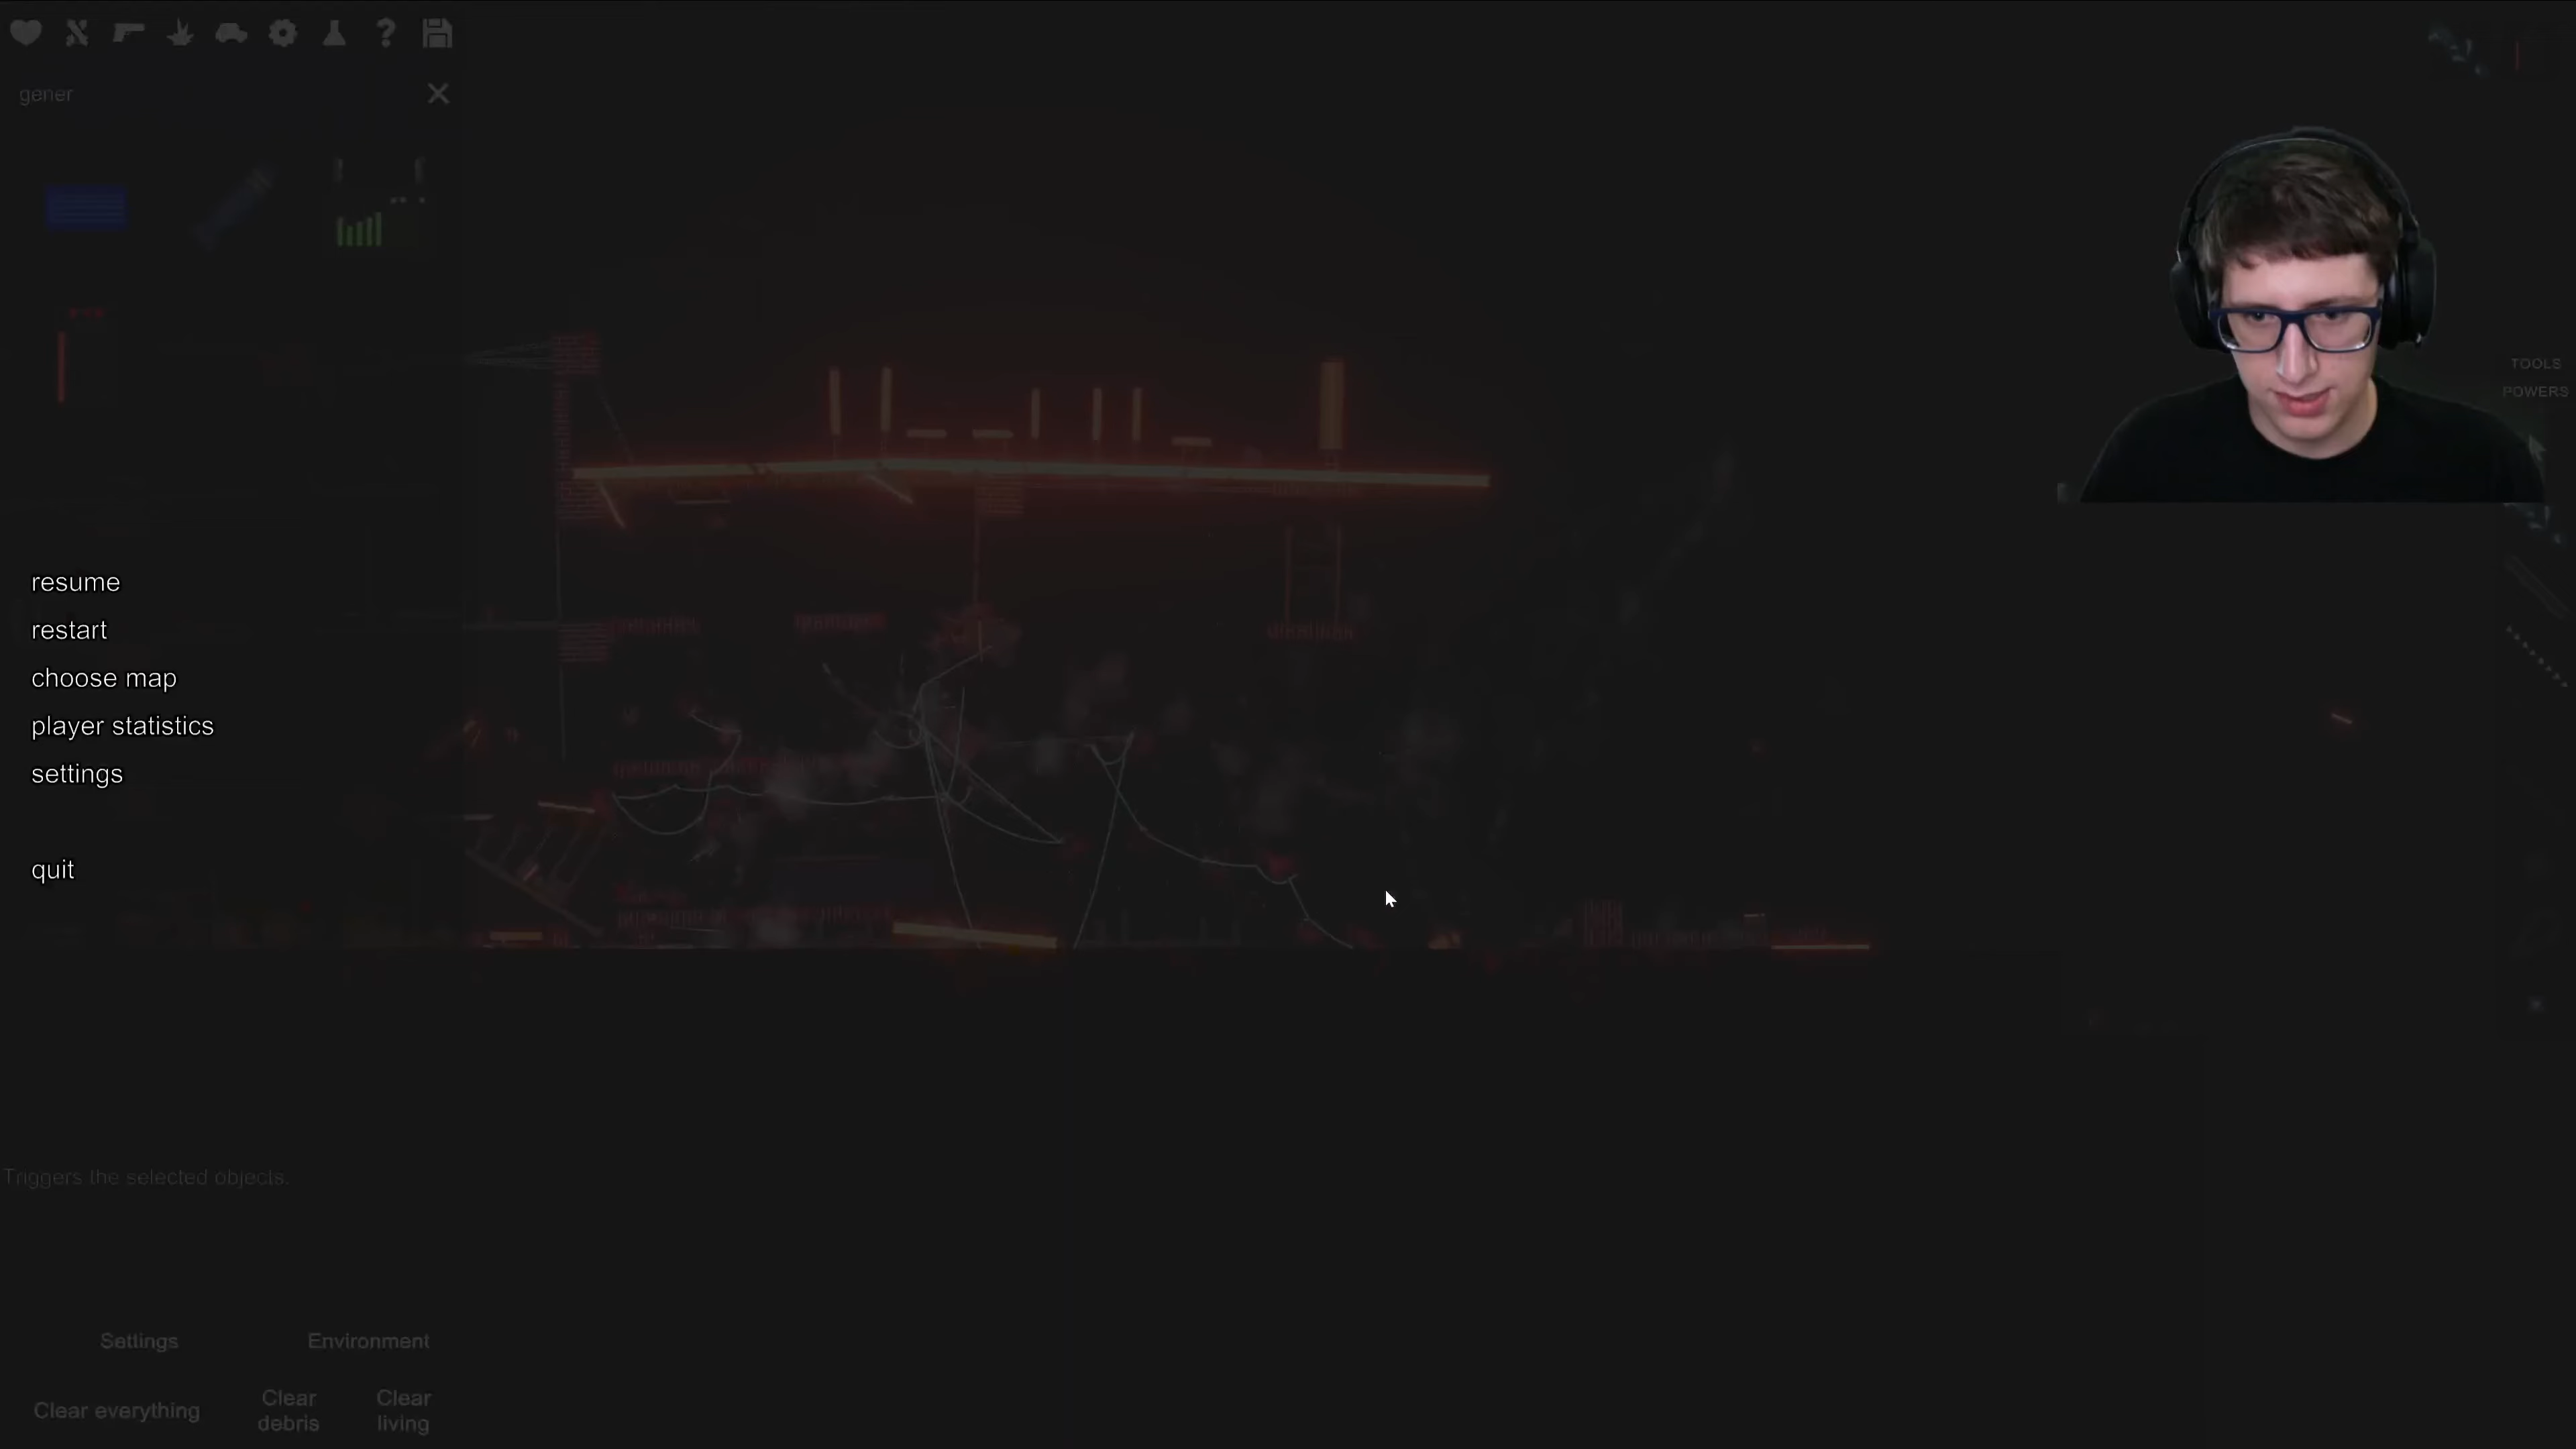 gener
TOOLS
POWERS
resume
restart
choose map
player statistics
settings
quit
Triggers the selected objects.
Settings
Environment
Clear everything
Clear
debris
Clear
living